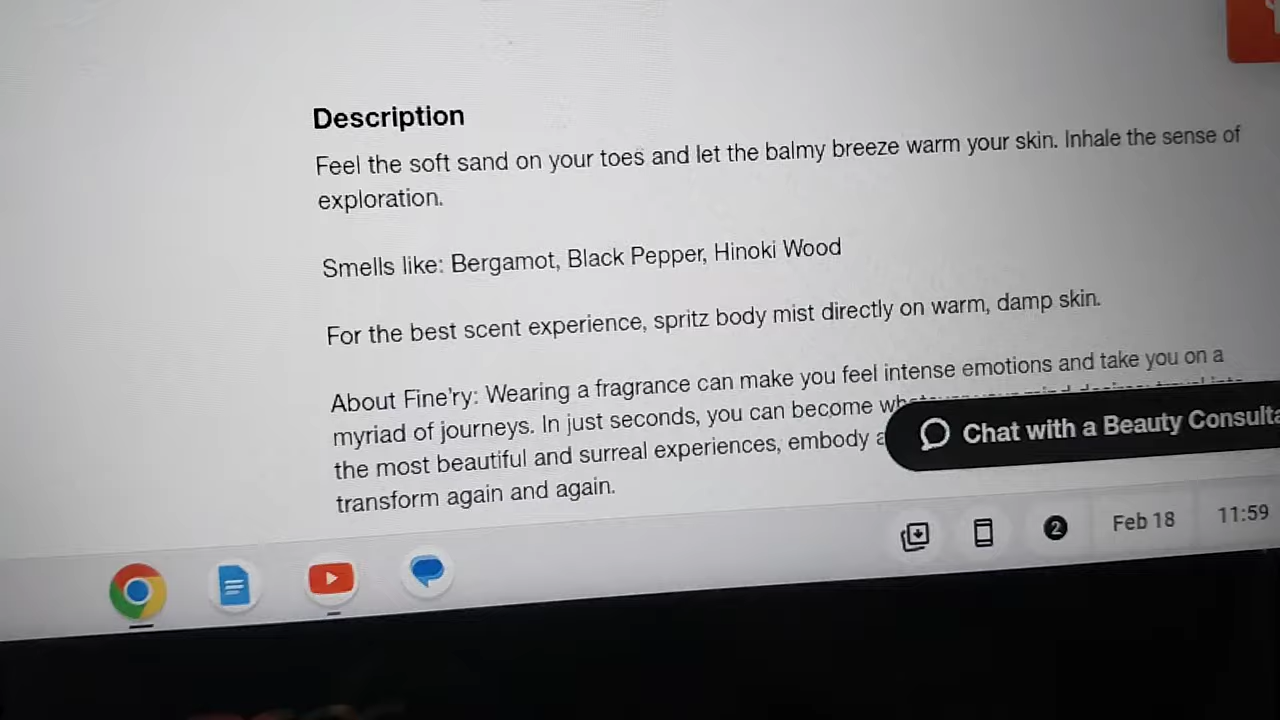 Description
Feel the soft sand on your toes and let the balmy breeze warm your skin. Inhale the sense of
exploration.
Smells like: Bergamot, Black Pepper, Hinoki Wood
For the best scent experience, spritz body mist directly on warm, damp skin.
About Fine'ry: Wearing a fragrance can make you feel intense emotions and take you on a
myriad of journeys. In just seconds, you can become
the most beautiful and surreal experiences, embody
transform again and again.
Chat with a Beauty
2
Feb 18
11:59